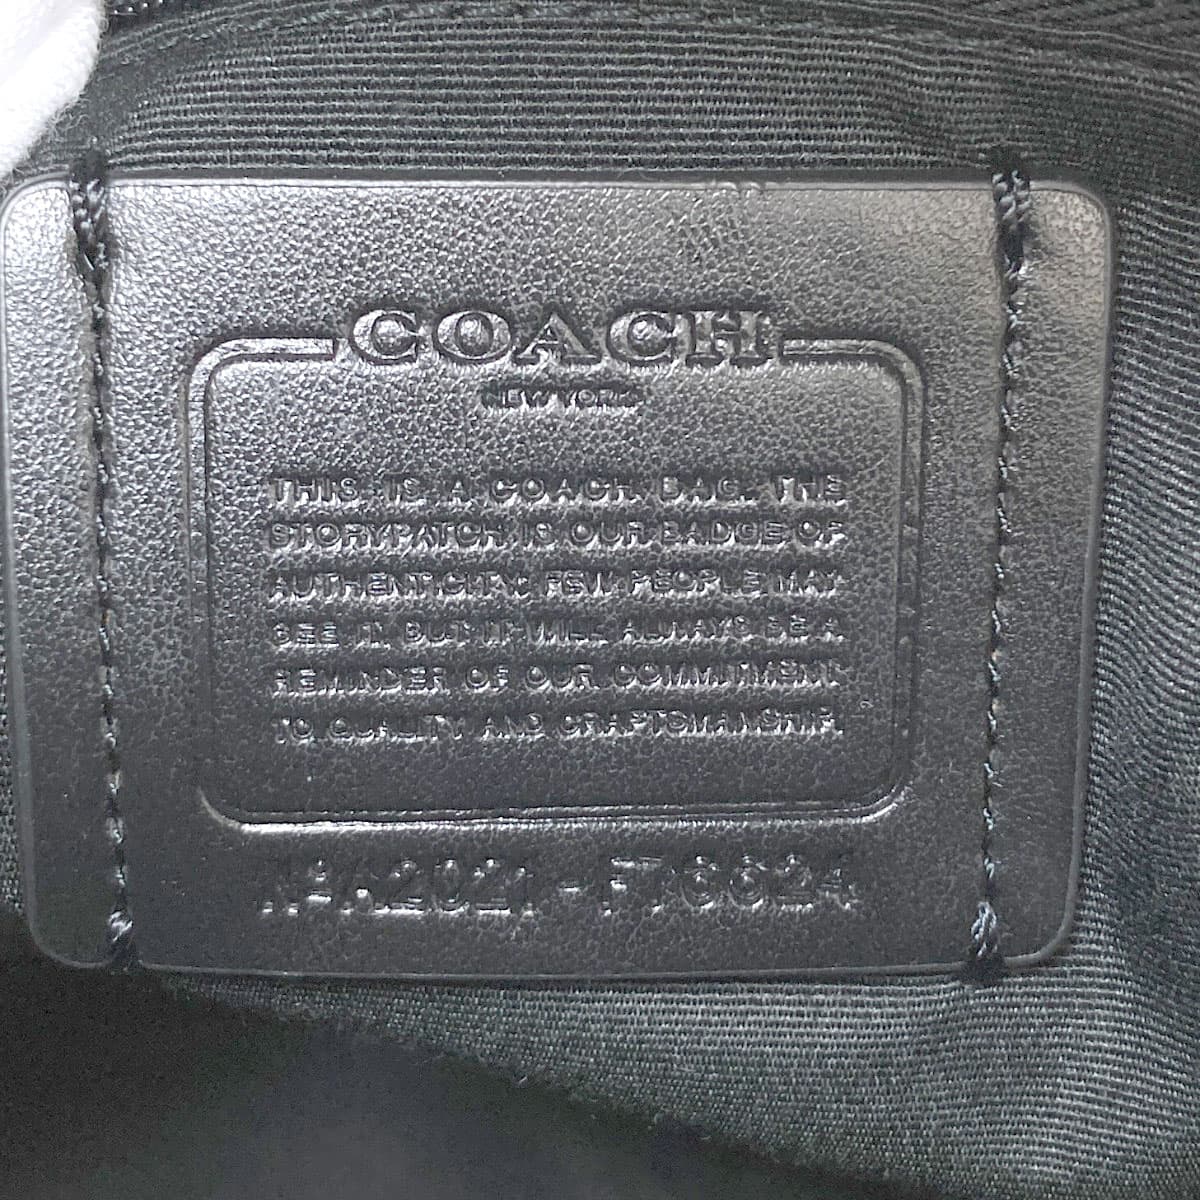 COACH
NEW YORK
THIS IS A COACH BAG. THE
STORYPATCH IS OUR BADGE OF
AUTHENTICITY. FEW PEOPLE MAY
SEE IT, BUT IT WILL ALWAYS BE A
REMINDER OF OUR COMMITMENT
TO QUALITY AND CRAFTSMANSHIP.